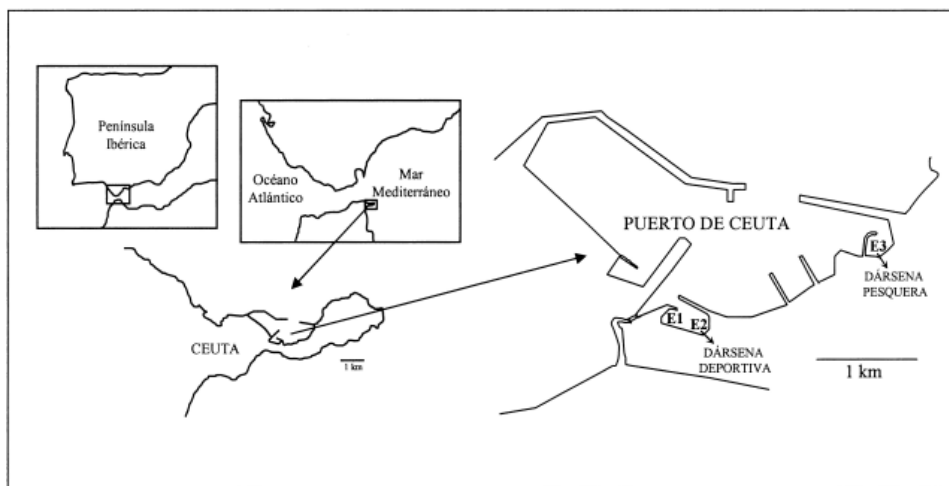 Península
Ibérica
Océano
Atlántico
Mar
Mediterráneo
CEUTA
1 km
PUERTO DE CEUTA
E1
E2
DÁRSENA
DEPORTIVA
E3
DÁRSENA
PESQUERA
1 km